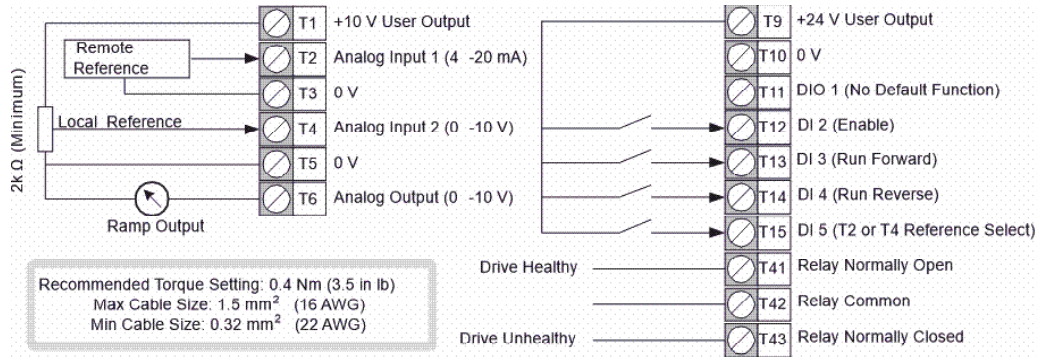 T1 +10 V User Output
Remote
Reference
T2 Analog Input 1 (4 -20 mA)
T3 0 V
2k Ω (Minimum)
Local Reference
T4 Analog Input 2 (0 -10 V)
T5 0 V
T6 Analog Output (0 -10 V)
Ramp Output
Recommended Torque Setting: 0.4 Nm (3.5 in lb)
Max Cable Size: 1.5 mm² (16 AWG)
Min Cable Size: 0.32 mm² (22 AWG)
T9 +24 V User Output
T10 0 V
T11 DIO 1 (No Default Function)
T12 DI 2 (Enable)
T13 DI 3 (Run Forward)
T14 DI 4 (Run Reverse)
T15 DI 5 (T2 or T4 Reference Select)
Drive Healthy T41 Relay Normally Open
T42 Relay Common
Drive Unhealthy T43 Relay Normally Closed